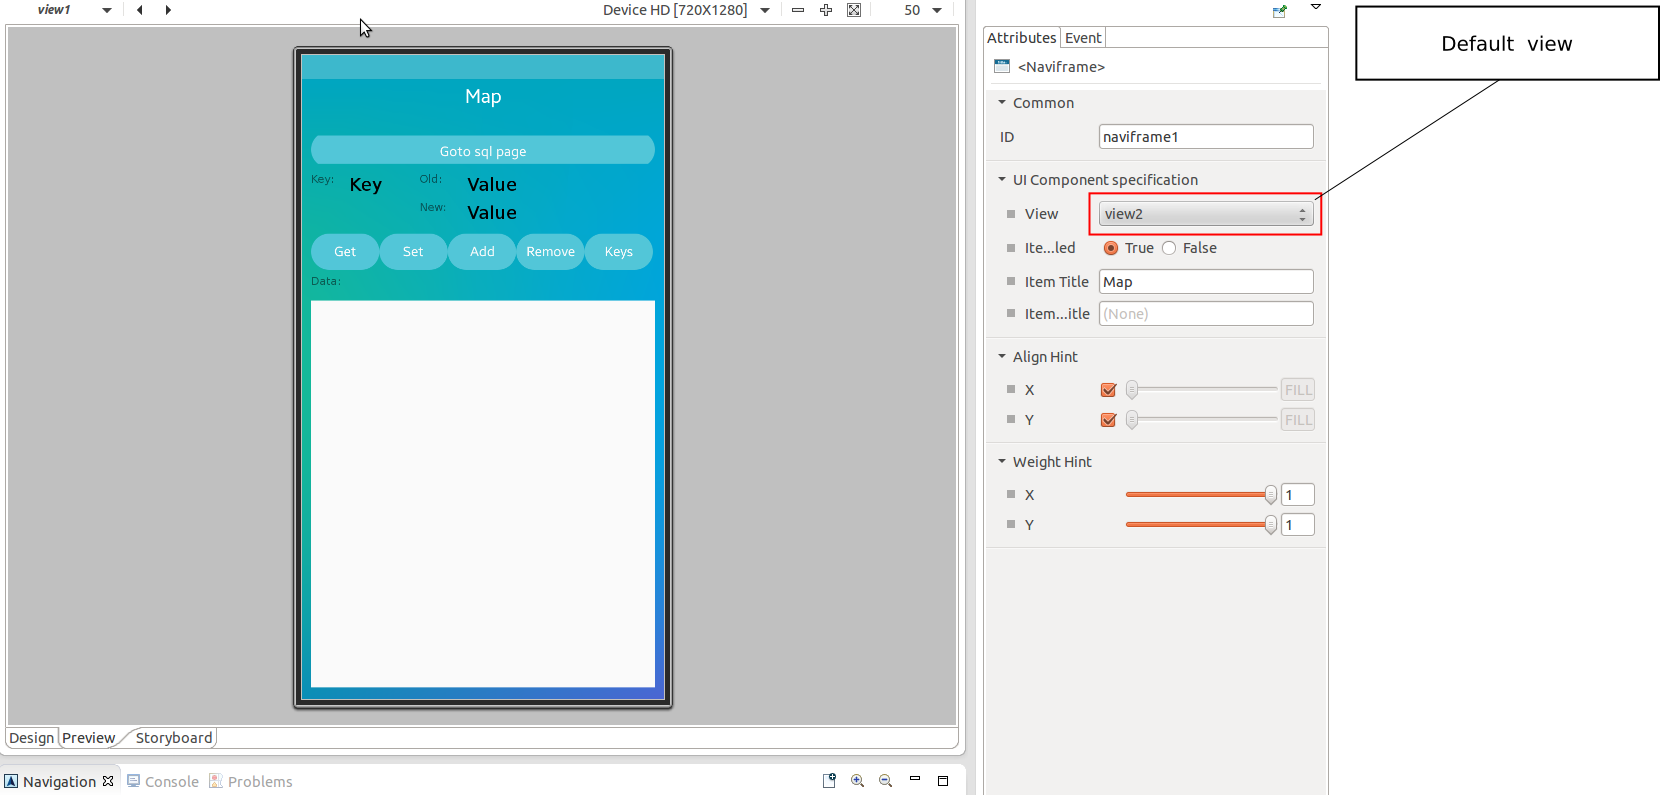 view1
Device HD [720X1280]
50
Map
Goto sql page
Key: Key Old: Value
New: Value
Get Set Add Remove Keys
Data:
Design Preview Storyboard
Navigation Console Problems
Attributes Event
<Naviframe>
Common
ID naviframe1
UI Component specification
View view2
Ite...led True False
Item Title Map
Item...itle (None)
Align Hint
X FILL
Y FILL
Weight Hint
X 1
Y 1
Default view